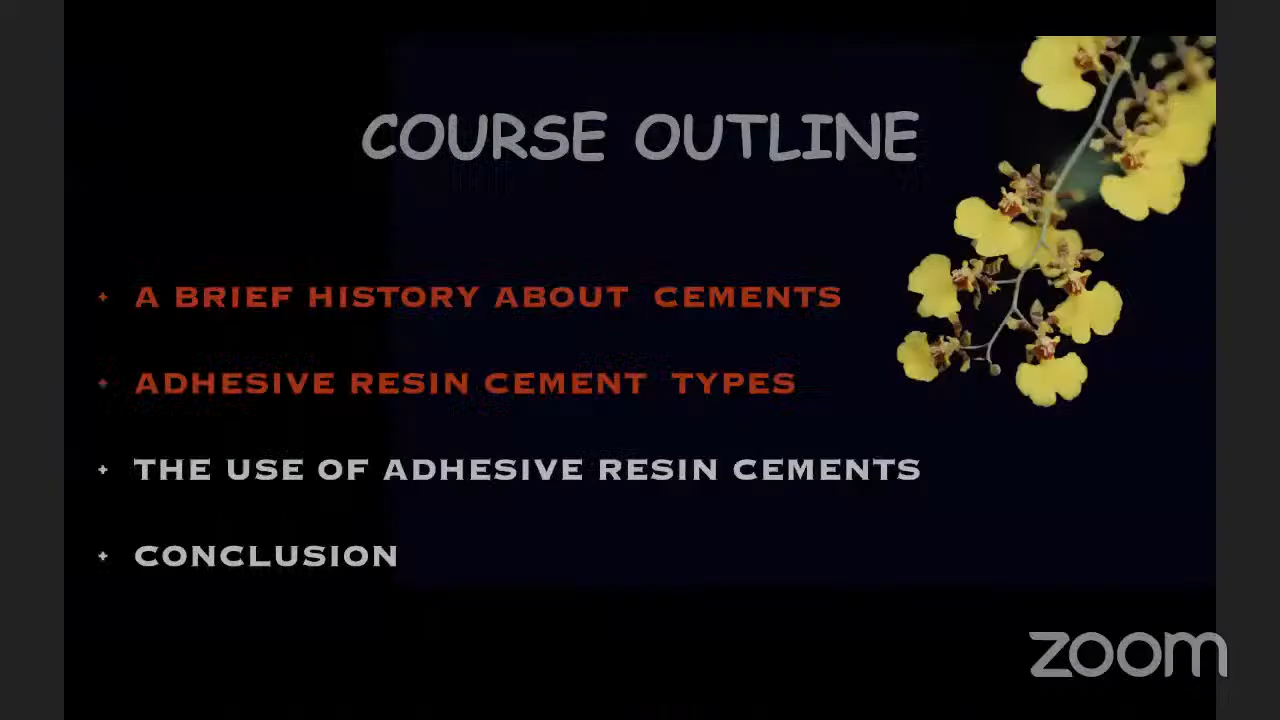 COURSE OUTLINE
A BRIEF HISTORY ABOUT CEMENTS
ADHESIVE RESIN CEMENT TYPES
THE USE OF ADHESIVE RESIN CEMENTS
CONCLUSION
zoom